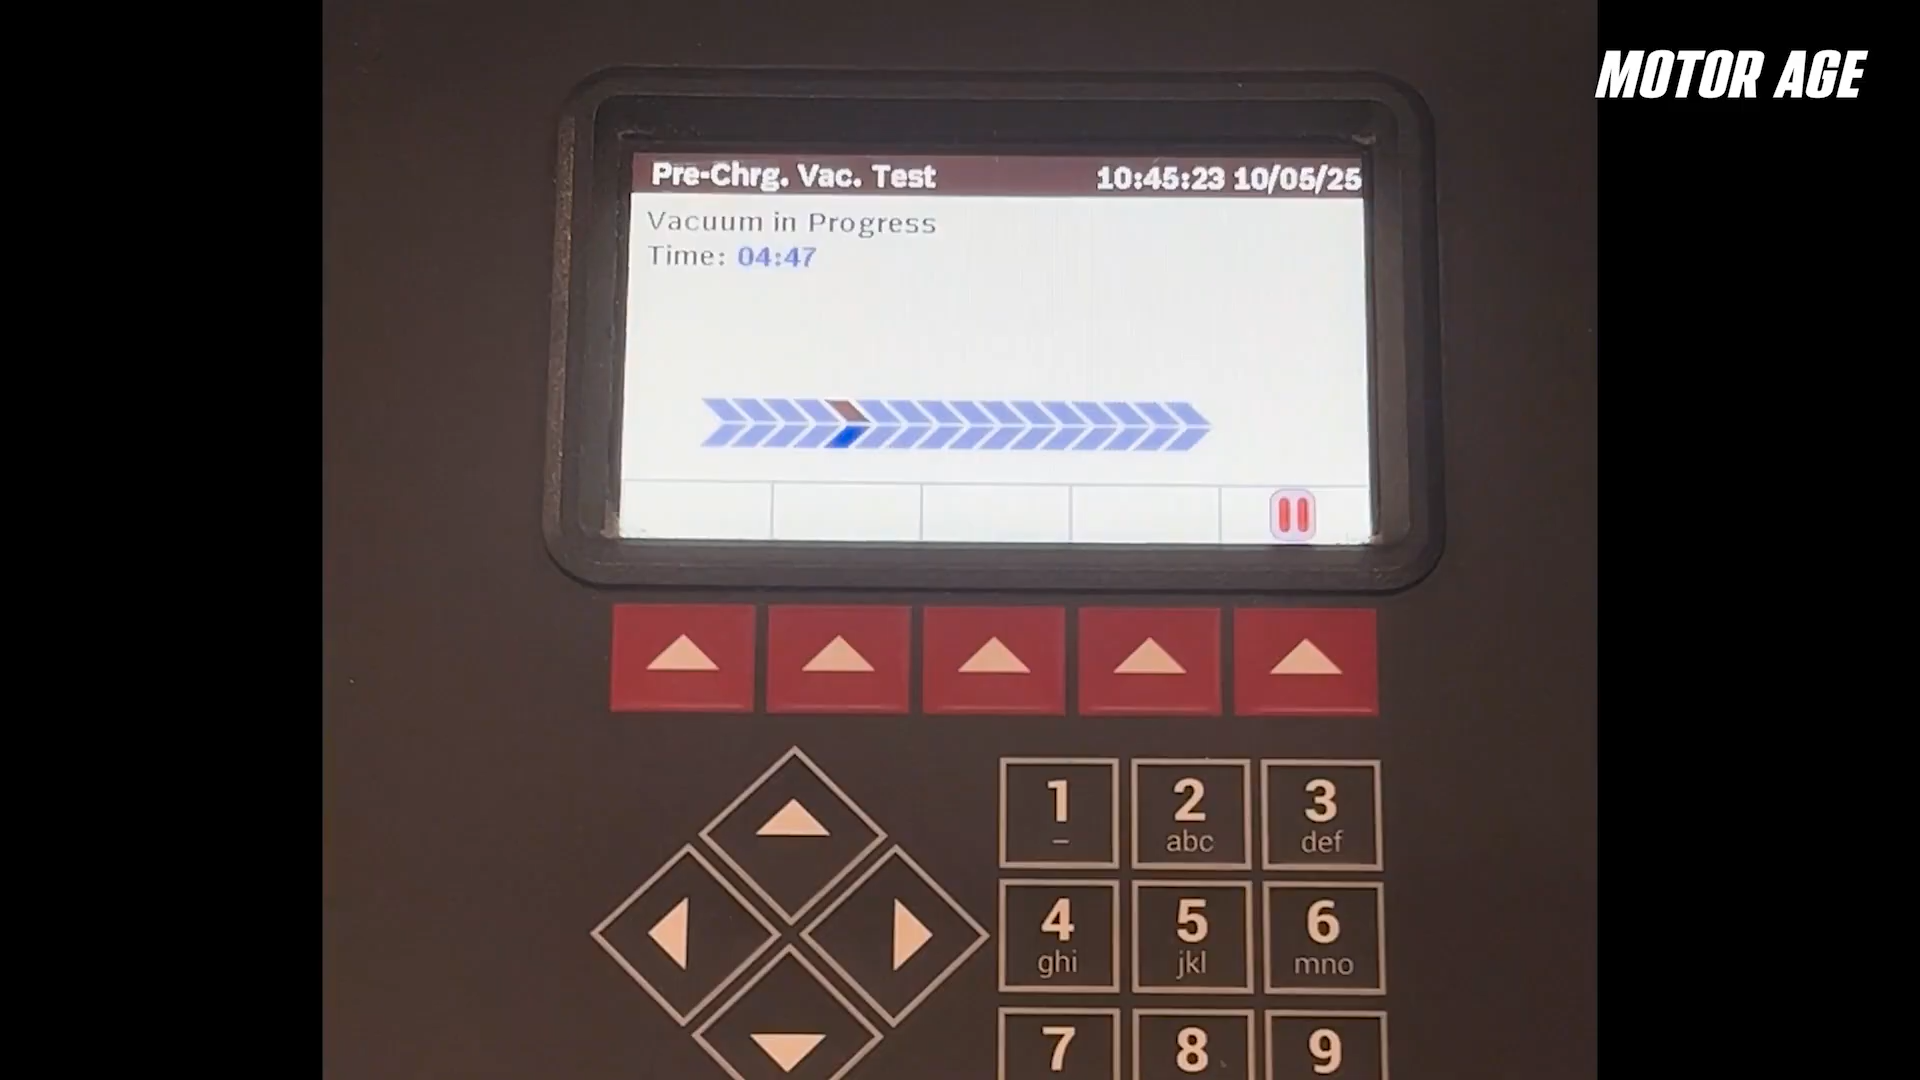 MOTOR AGE
Pre-Chrg. Vac. Test 10:45:23 10/05/25
Vacuum in Progress
Time: 04:47
1 2 3
– abc def
4 5 6
ghi jkl mno
7 8 9